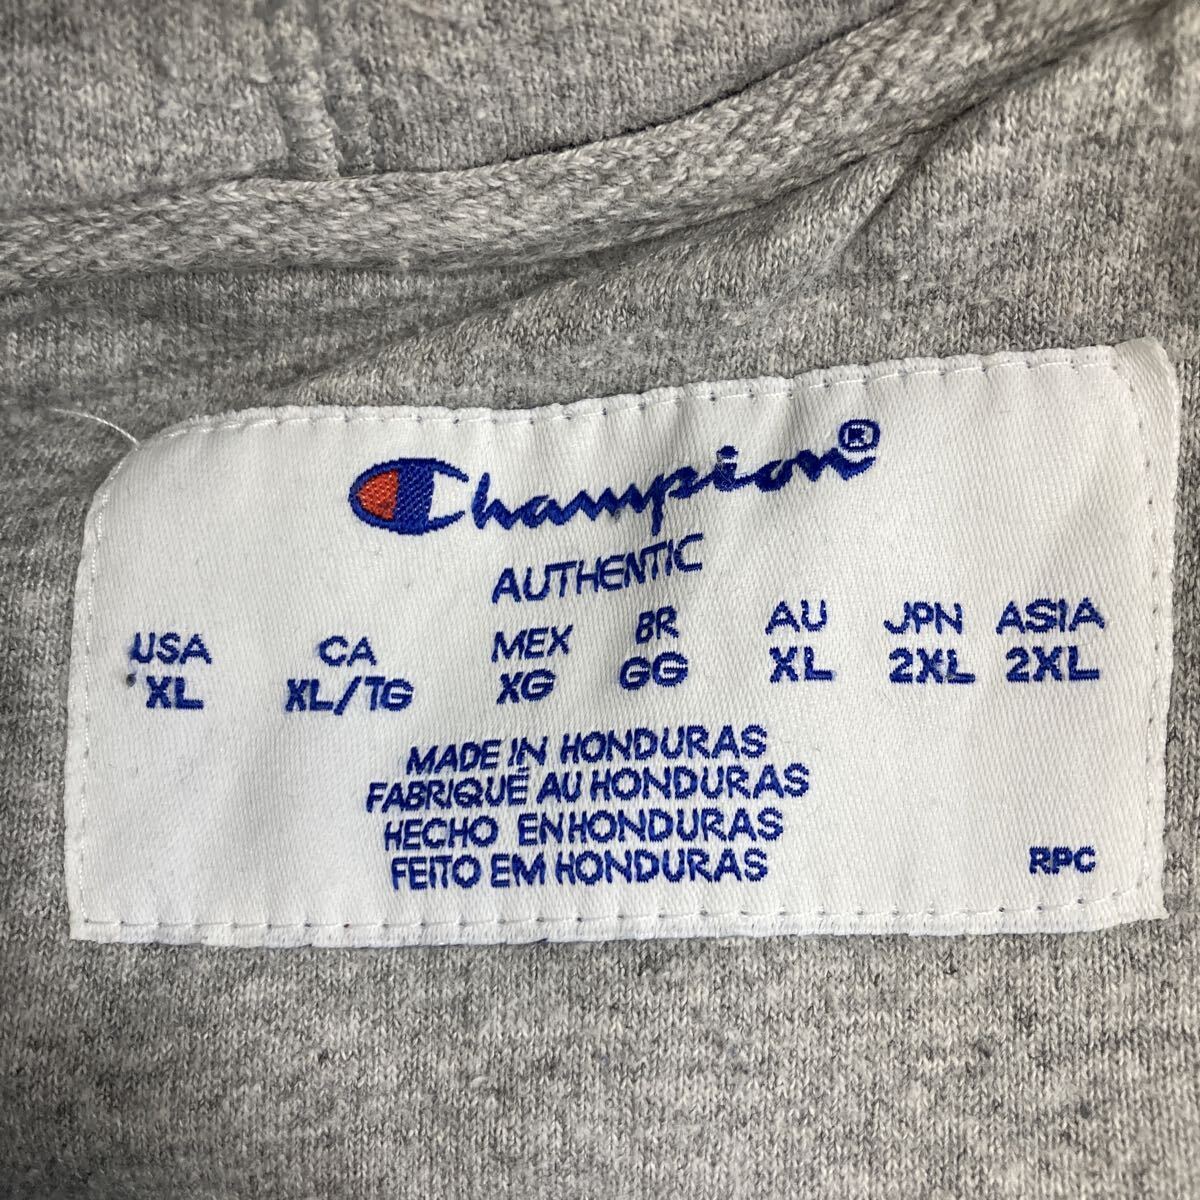 Champion®
AUTHENTIC
USA CA MEX BR AU JPN ASIA
XL XL/TG XG GG XL 2XL 2XL
MADE IN HONDURAS
FABRIQUÉ AU HONDURAS
HECHO EN HONDURAS
FEITO EM HONDURAS
RPC